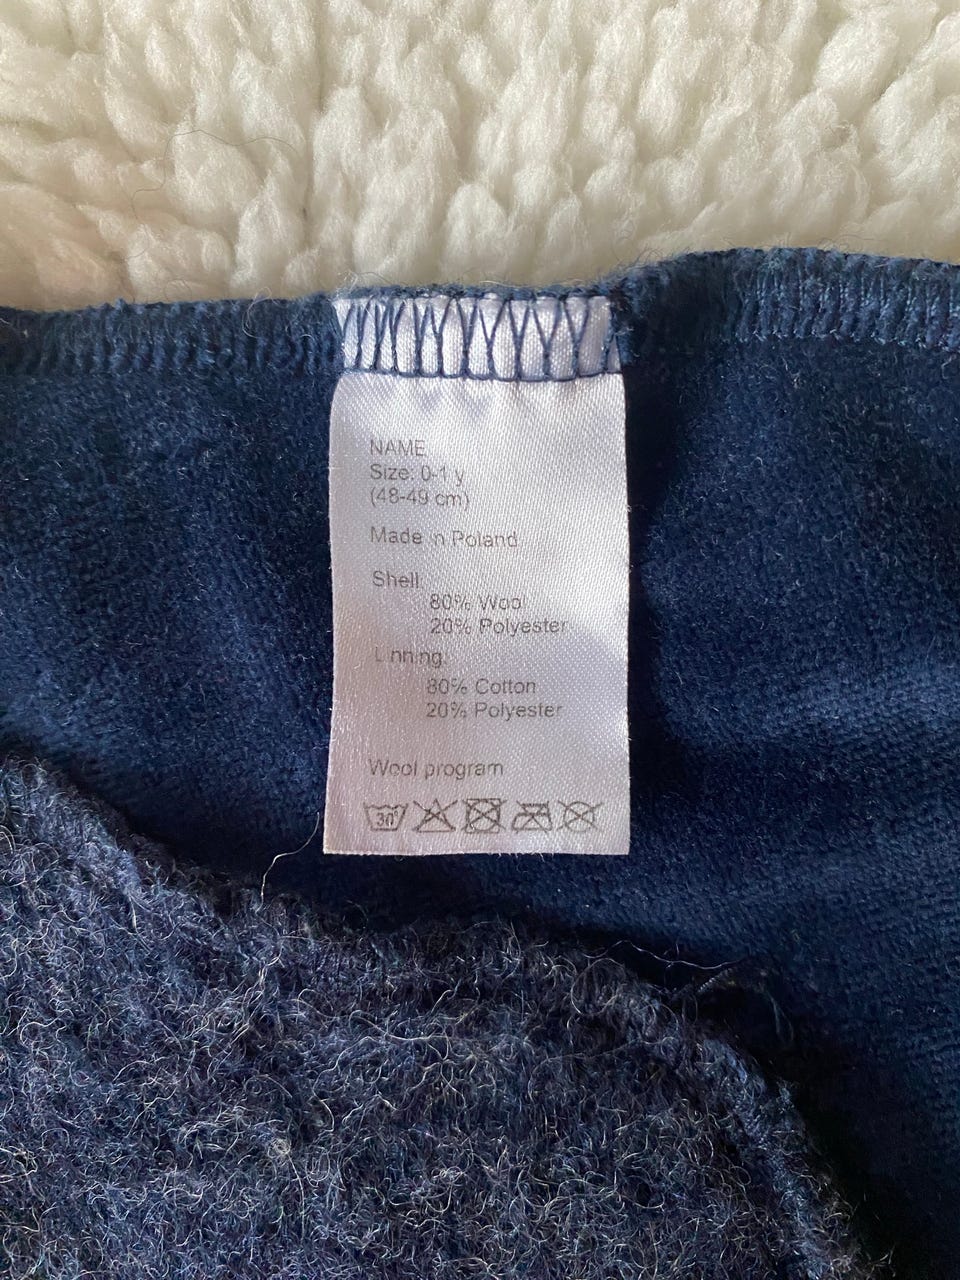 NAME
Size: 0-1 y
(48-49 cm)
Made in Poland
Shell:
80% Wool
20% Polyester
Linning:
80% Cotton
20% Polyester
Wool program
30°